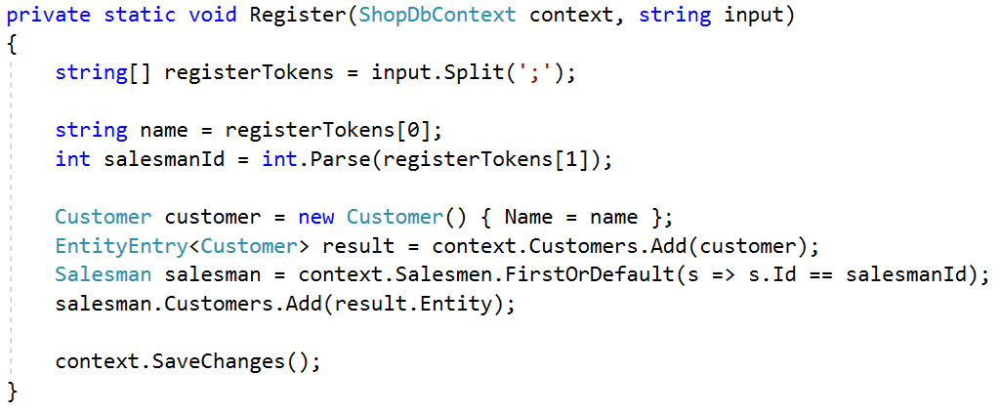 private static void Register(ShopDbContext context, string input)
{
    string[] registerTokens = input.Split(';');
    string name = registerTokens[0];
    int salesmanId = int.Parse(registerTokens[1]);
    Customer customer = new Customer() { Name = name };
    EntityEntry<Customer> result = context.Customers.Add(customer);
    Salesman salesman = context.Salesmen.FirstOrDefault(s => s.Id == salesmanId);
    salesman.Customers.Add(result.Entity);
    context.SaveChanges();
}